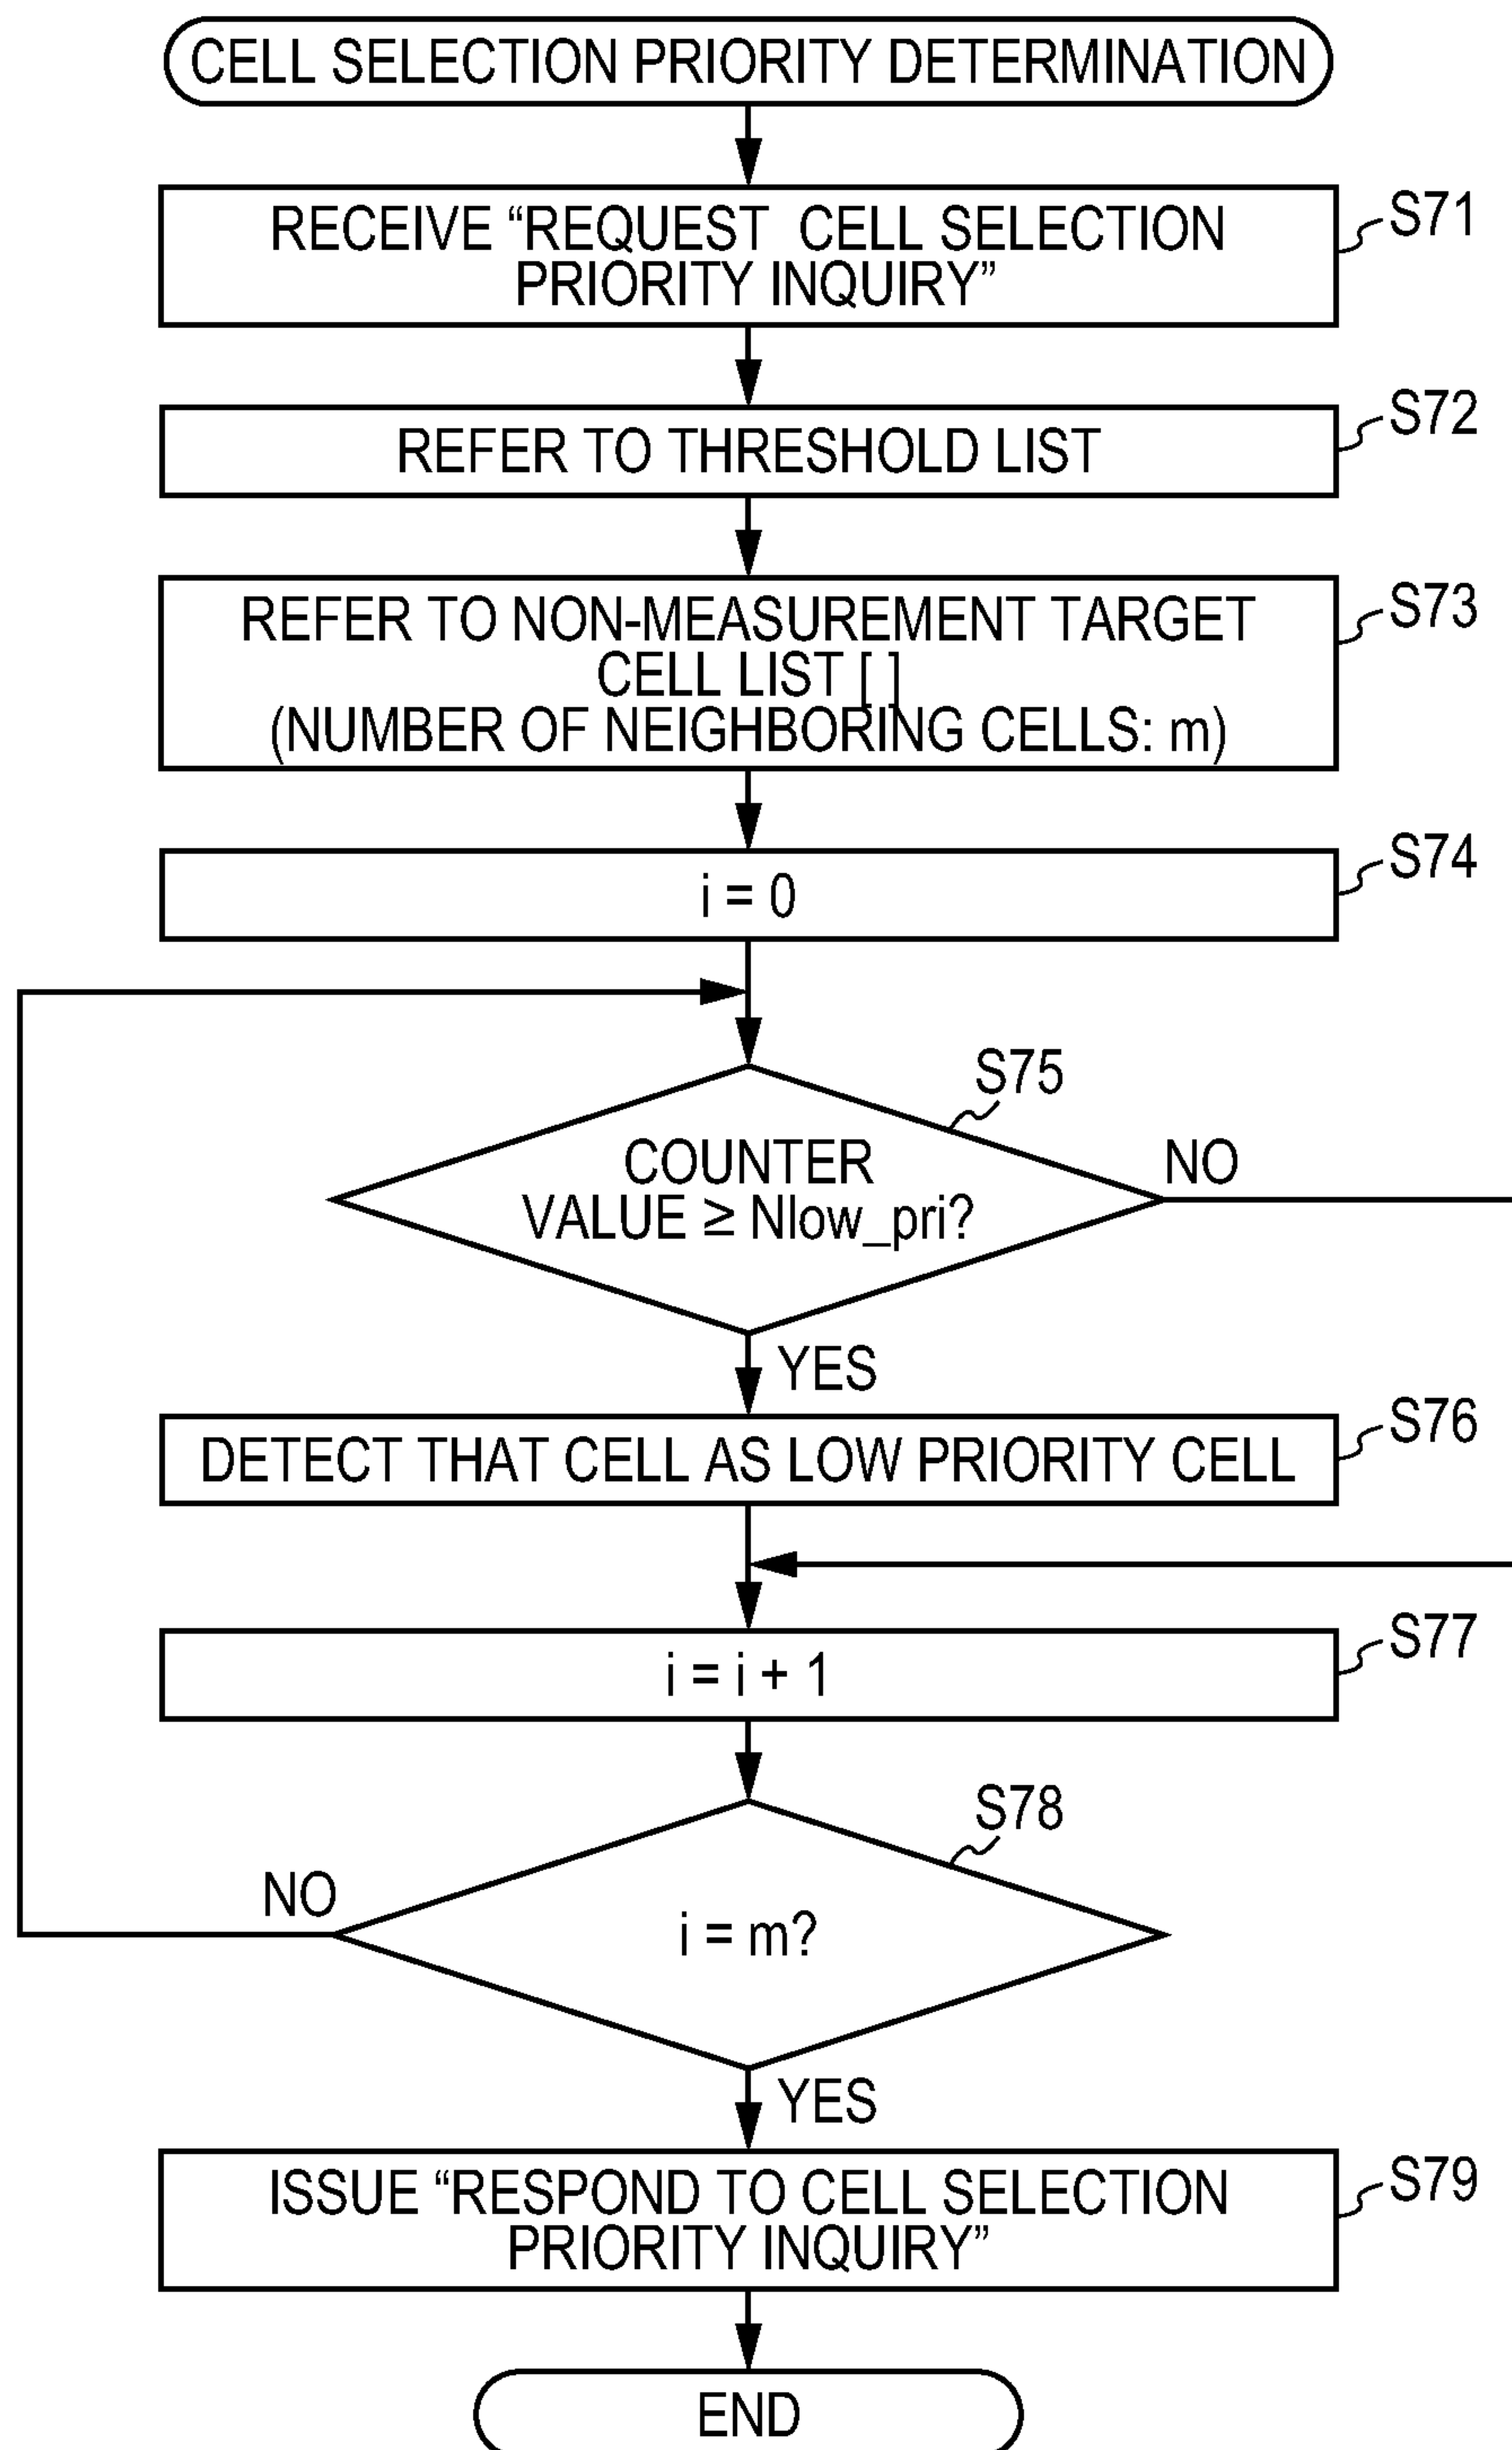 CELL SELECTION PRIORITY DETERMINATION
RECEIVE “REQUEST CELL SELECTION
PRIORITY INQUIRY”
S71
REFER TO THRESHOLD LIST
S72
REFER TO NON-MEASUREMENT TARGET
CELL LIST [ ]
(NUMBER OF NEIGHBORING CELLS: m)
S73
i = 0
S74
S75
COUNTER
VALUE ≥ Nlow_pri?
NO
YES
DETECT THAT CELL AS LOW PRIORITY CELL
S76
i = i + 1
S77
S78
i = m?
NO
YES
ISSUE “RESPOND TO CELL SELECTION
PRIORITY INQUIRY”
S79
END